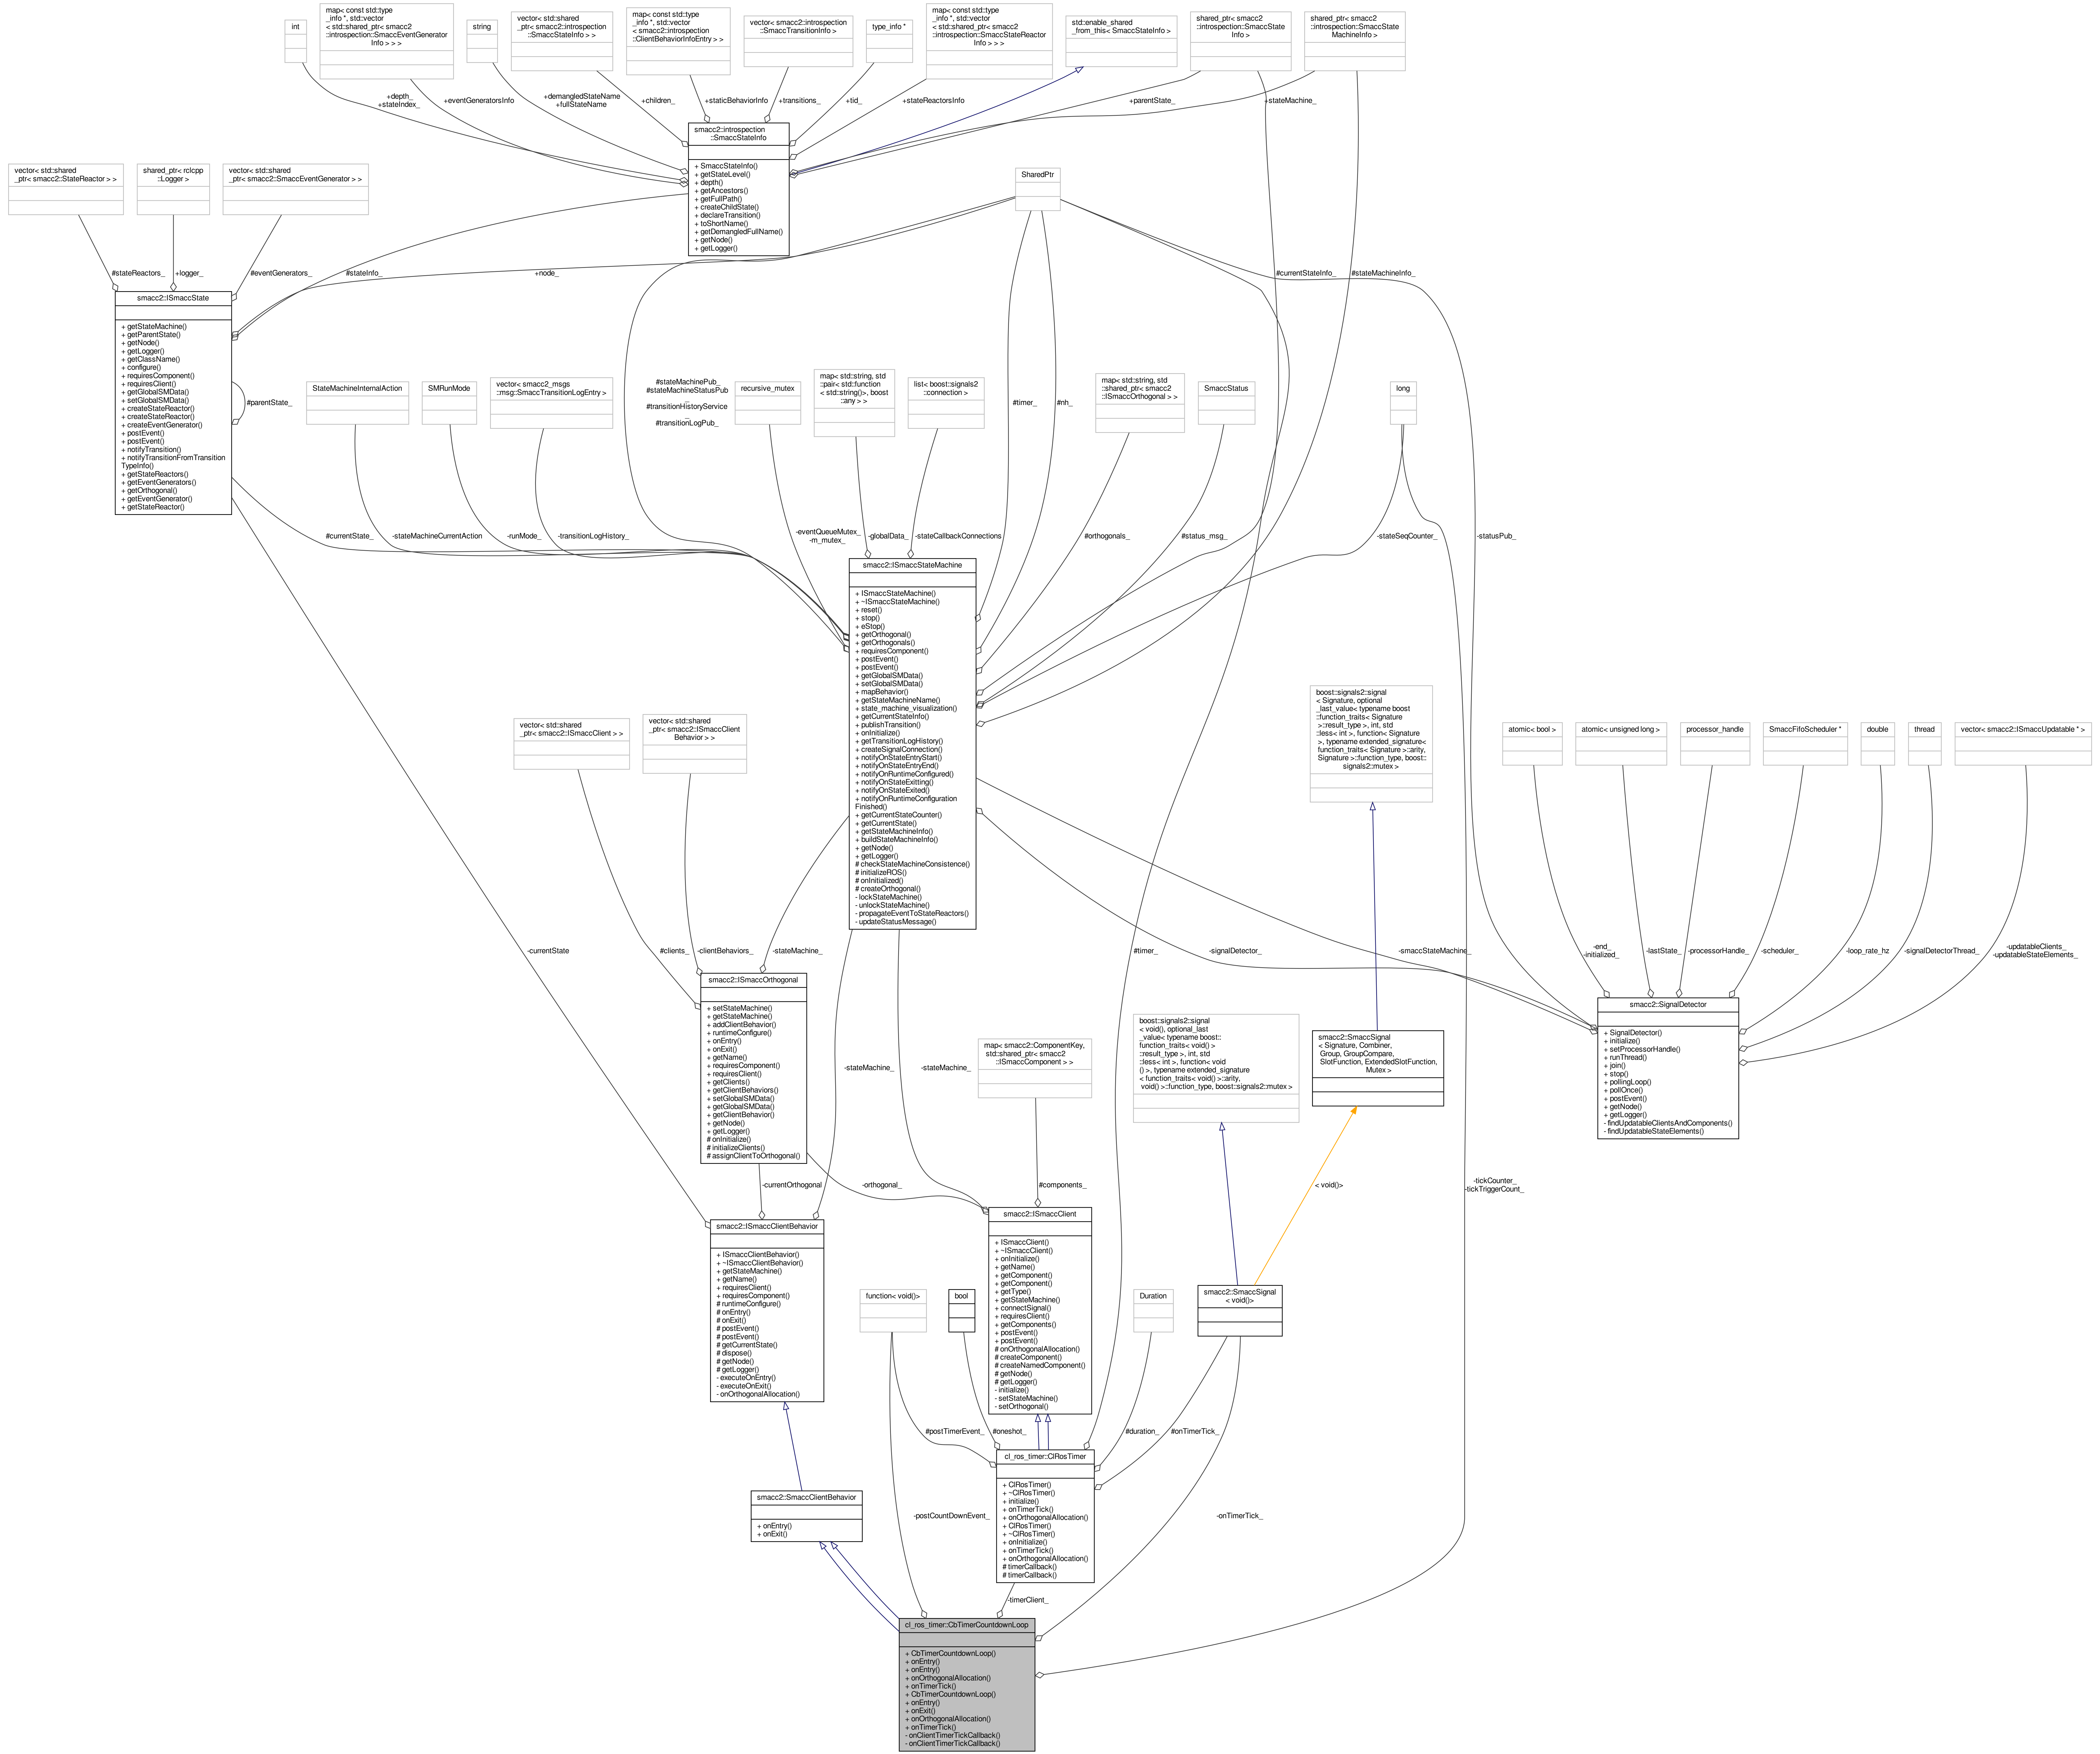 int
map< const std::type
_info *, std::vector
< std::shared_ptr< smacc2
::introspection::SmaccEventGenerator
Info > > >
string
vector< std::shared
_ptr< smacc2::introspection
::SmaccStateInfo > >
map< const std::type
_info *, std::vector
< smacc2::introspection
::ClientBehaviorInfoEntry > >
vector< smacc2::introspection
::SmaccTransitionInfo >
type_info *
map< const std::type
_info *, std::vector
< std::shared_ptr< smacc2
::introspection::SmaccStateReactor
Info > > >
std::enable_shared
_from_this< SmaccStateInfo >
shared_ptr< smacc2
::introspection::SmaccState
Info >
shared_ptr< smacc2
::introspection::SmaccState
MachineInfo >
+depth_
+stateIndex_
+eventGeneratorsInfo
+demangledStateName
+fullStateName
+children_
+staticBehaviorInfo
+transitions_
+tid_
+stateReactorsInfo
+parentState_
+stateMachine_
smacc2::introspection
::SmaccStateInfo
+ SmaccStateInfo()
+ getStateLevel()
+ depth()
+ getAncestors()
+ getFullPath()
+ createChildState()
+ declareTransition()
+ toShortName()
+ getDemangledFullName()
+ getNode()
+ getLogger()
vector< std::shared
_ptr< smacc2::StateReactor > >
shared_ptr< rclcpp
::Logger >
vector< std::shared
_ptr< smacc2::SmaccEventGenerator > >
SharedPtr
#stateReactors_
+logger_
#eventGenerators_
#stateInfo_
+node_
#currentStateInfo_
#stateMachineInfo_
smacc2::ISmaccState
+ getStateMachine()
+ getParentState()
+ getNode()
+ getLogger()
+ getClassName()
+ configure()
+ requiresComponent()
+ requiresClient()
+ getGlobalSMData()
+ setGlobalSMData()
+ createStateReactor()
+ createStateReactor()
+ createEventGenerator()
+ postEvent()
+ postEvent()
+ notifyTransition()
+ notifyTransitionFromTransition
TypeInfo()
+ getStateReactors()
+ getEventGenerators()
+ getOrthogonal()
+ getEventGenerator()
+ getStateReactor()
#parentState_
StateMachineInternalAction
SMRunMode
vector< smacc2_msgs
::msg::SmaccTransitionLogEntry >
#stateMachinePub_
#stateMachineStatusPub
_
#transitionHistoryService
_
#transitionLogPub_
recursive_mutex
map< std::string, std
::pair< std::function
< std::string()>, boost
::any > >
list< boost::signals2
::connection >
#timer_
#nh_
map< std::string, std
::shared_ptr< smacc2
::ISmaccOrthogonal > >
SmaccStatus
long
#currentState_
-stateMachineCurrentAction
-runMode_
-transitionLogHistory_
-eventQueueMutex_
-m_mutex_
-globalData_
-stateCallbackConnections
#orthogonals_
#status_msg_
-stateSeqCounter_
-statusPub_
smacc2::ISmaccStateMachine
+ ISmaccStateMachine()
+ ~ISmaccStateMachine()
+ reset()
+ stop()
+ eStop()
+ getOrthogonal()
+ getOrthogonals()
+ requiresComponent()
+ postEvent()
+ postEvent()
+ getGlobalSMData()
+ setGlobalSMData()
+ mapBehavior()
+ getStateMachineName()
+ state_machine_visualization()
+ getCurrentStateInfo()
+ publishTransition()
+ onInitialize()
+ getTransitionLogHistory()
+ createSignalConnection()
+ notifyOnStateEntryStart()
+ notifyOnStateEntryEnd()
+ notifyOnRuntimeConfigured()
+ notifyOnStateExitting()
+ notifyOnStateExited()
+ notifyOnRuntimeConfiguration
Finished()
+ getCurrentStateCounter()
+ getCurrentState()
+ getStateMachineInfo()
+ buildStateMachineInfo()
+ getNode()
+ getLogger()
# checkStateMachineConsistence()
# initializeROS()
# onInitialized()
# createOrthogonal()
- lockStateMachine()
- unlockStateMachine()
- propagateEventToStateReactors()
- updateStatusMessage()
vector< std::shared
_ptr< smacc2::ISmaccClient > >
vector< std::shared
_ptr< smacc2::ISmaccClient
Behavior > >
boost::signals2::signal
< Signature, optional
_last_value< typename boost
::function_traits< Signature
>::result_type >, int, std
::less< int >, function< Signature
>, typename extended_signature<
function_traits< Signature >::arity,
Signature >::function_type, boost::
signals2::mutex >
atomic< bool >
atomic< unsigned long >
processor_handle
SmaccFifoScheduler *
double
thread
vector< smacc2::ISmaccUpdatable * >
-currentState
#clients_
-clientBehaviors_
-stateMachine_
#timer_
-signalDetector_
-smaccStateMachine_
-end_
-initialized_
-lastState_
-processorHandle_
-scheduler_
-loop_rate_hz
-signalDetectorThread_
-updatableClients_
-updatableStateElements_
smacc2::ISmaccOrthogonal
+ setStateMachine()
+ getStateMachine()
+ addClientBehavior()
+ runtimeConfigure()
+ onEntry()
+ onExit()
+ getName()
+ requiresComponent()
+ requiresClient()
+ getClients()
+ getClientBehaviors()
+ setGlobalSMData()
+ getGlobalSMData()
+ getClientBehavior()
+ getNode()
+ getLogger()
# onInitialize()
# initializeClients()
# assignClientToOrthogonal()
smacc2::SignalDetector
+ SignalDetector()
+ initialize()
+ setProcessorHandle()
+ runThread()
+ join()
+ stop()
+ pollingLoop()
+ pollOnce()
+ postEvent()
+ getNode()
+ getLogger()
- findUpdatableClientsAndComponents()
- findUpdatableStateElements()
-stateMachine_
-stateMachine_
map< smacc2::ComponentKey,
std::shared_ptr< smacc2
::ISmaccComponent > >
boost::signals2::signal
< void(), optional_last
_value< typename boost::
function_traits< void() >
::result_type >, int, std
::less< int >, function< void
() >, typename extended_signature
< function_traits< void() >::arity,
void() >::function_type, boost::signals2::mutex >
smacc2::SmaccSignal
< Signature, Combiner,
Group, GroupCompare,
SlotFunction, ExtendedSlotFunction,
Mutex >
-currentOrthogonal
-orthogonal_
#components_
< void()>
-tickCounter_
-tickTriggerCount_
smacc2::ISmaccClientBehavior
+ ISmaccClientBehavior()
+ ~ISmaccClientBehavior()
+ getStateMachine()
+ getName()
+ requiresClient()
+ requiresComponent()
# runtimeConfigure()
# onEntry()
# onExit()
# postEvent()
# postEvent()
# getCurrentState()
# dispose()
# getNode()
# getLogger()
- executeOnEntry()
- executeOnExit()
- onOrthogonalAllocation()
smacc2::ISmaccClient
+ ISmaccClient()
+ ~ISmaccClient()
+ onInitialize()
+ getName()
+ getComponent()
+ getComponent()
+ getType()
+ getStateMachine()
+ connectSignal()
+ requiresClient()
+ getComponents()
+ postEvent()
+ postEvent()
# onOrthogonalAllocation()
# createComponent()
# createNamedComponent()
# getNode()
# getLogger()
- initialize()
- setStateMachine()
- setOrthogonal()
function< void()>
bool
Duration
smacc2::SmaccSignal
< void()>
#postTimerEvent_
#oneshot_
#duration_
#onTimerTick_
cl_ros_timer::ClRosTimer
+ ClRosTimer()
+ ~ClRosTimer()
+ initialize()
+ onTimerTick()
+ onOrthogonalAllocation()
+ ClRosTimer()
+ ~ClRosTimer()
+ onInitialize()
+ onTimerTick()
+ onOrthogonalAllocation()
# timerCallback()
# timerCallback()
smacc2::SmaccClientBehavior
+ onEntry()
+ onExit()
-postCountDownEvent_
-onTimerTick_
-timerClient_
cl_ros_timer::CbTimerCountdownLoop
+ CbTimerCountdownLoop()
+ onEntry()
+ onEntry()
+ onOrthogonalAllocation()
+ onTimerTick()
+ CbTimerCountdownLoop()
+ onEntry()
+ onExit()
+ onOrthogonalAllocation()
+ onTimerTick()
- onClientTimerTickCallback()
- onClientTimerTickCallback()